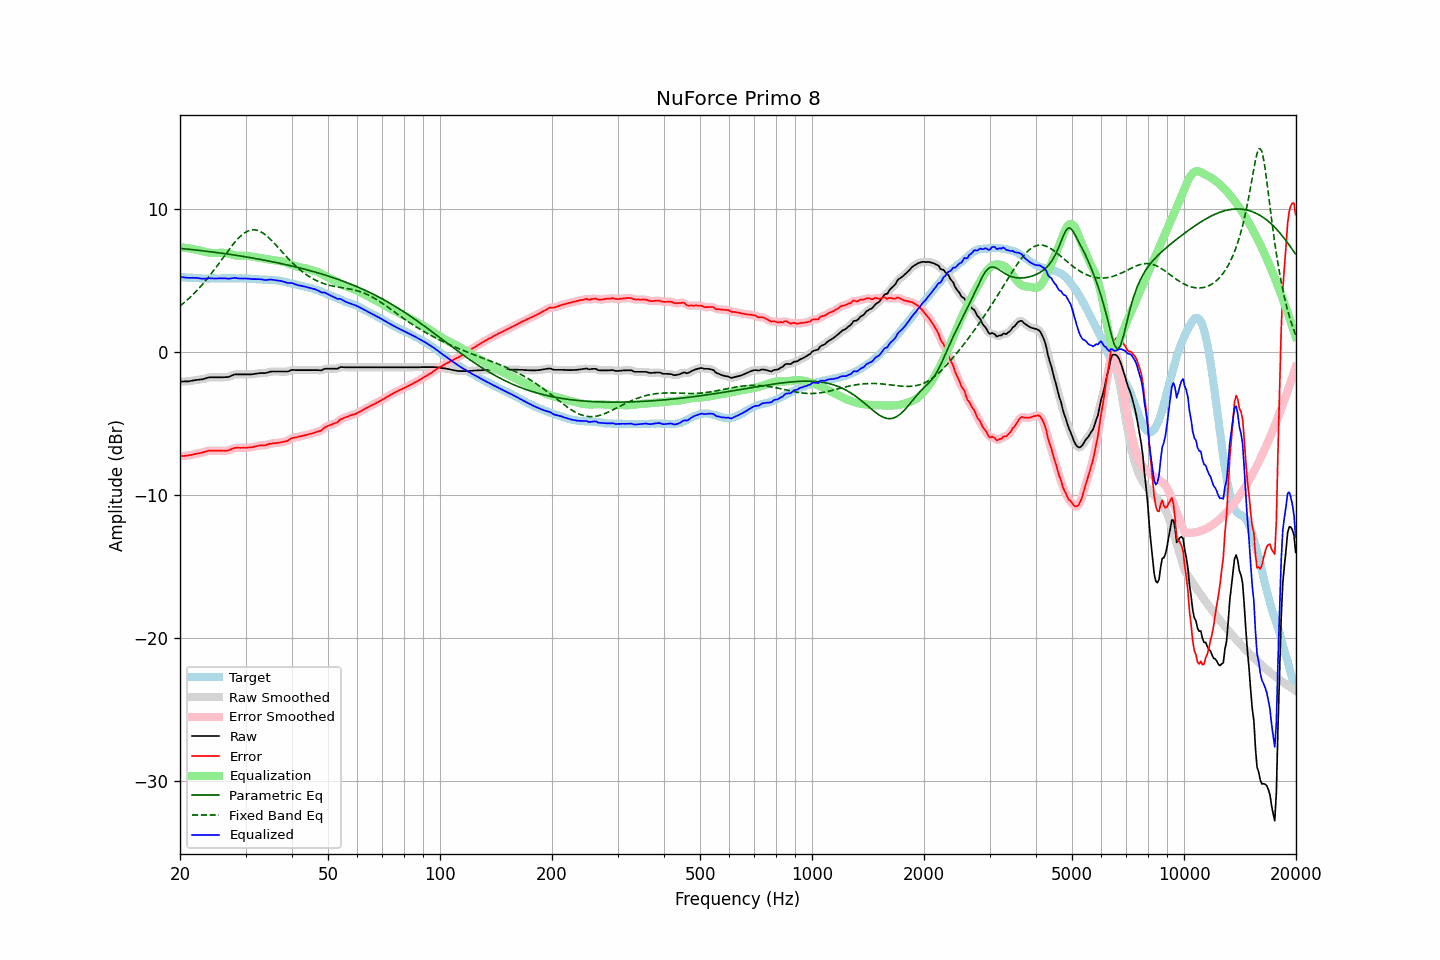 NuForce Primo 8
Amplitude (dBr)
10
0
−10
−20
−30
Target
Raw Smoothed
Error Smoothed
Raw
Error
Equalization
Parametric Eq
Fixed Band Eq
Equalized
20 50 100 200 500 1000 2000 5000 10000 20000
Frequency (Hz)